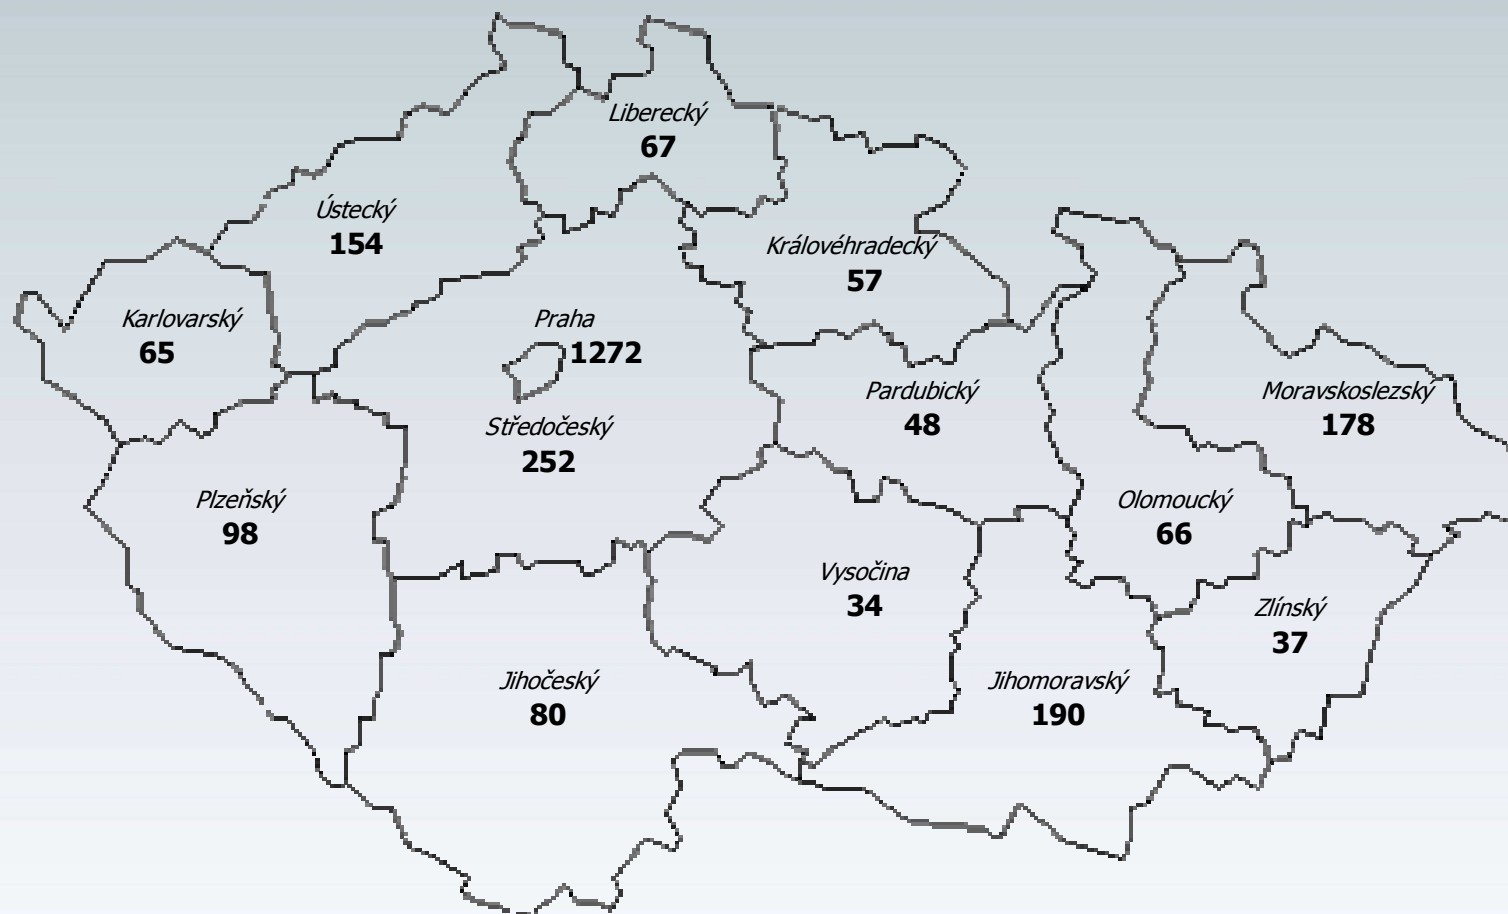 Liberecký
67
Ústecký
154
Královéhradecký
57
Karlovarský
65
Praha
1272
Pardubický
48
Moravskoslezský
178
Středočeský
252
Plzeňský
98
Olomoucký
66
Vysočina
34
Zlínský
37
Jihočeský
80
Jihomoravský
190